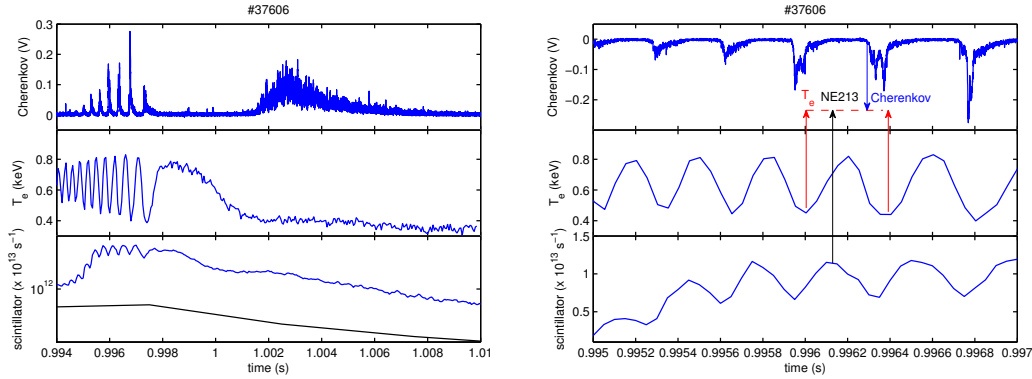 #37606
Cherenkov (V)
0.3
0.2
0.1
0
T_e (keV)
0.8
0.6
0.4
scintillator (x 10^13 s^-1)
10^12
0.994 0.996 0.998 1 1.002 1.004 1.006 1.008 1.01
time (s)
#37606
Cherenkov (V)
0
−0.1
−0.2
T_e NE213 Cherenkov
T_e (keV)
0.8
0.6
0.4
scintillator (x 10^13 s^-1)
1.5
1
0.5
0.995 0.9952 0.9954 0.9956 0.9958 0.996 0.9962 0.9964 0.9966 0.9968 0.997
time (s)